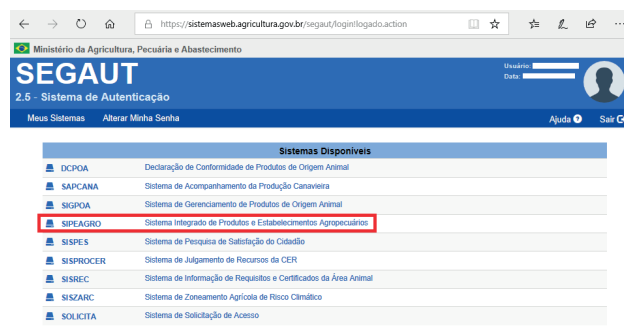 https://sistemasweb.agricultura.gov.br/segaut/login!logado.action
Ministério da Agricultura, Pecuária e Abastecimento
SEGAUT
2.5 - Sistema de Autenticação
Usuário:
Data:
Meus Sistemas Alterar Minha Senha Ajuda Sair
Sistemas Disponíveis
DCPOA Declaração de Conformidade de Produtos de Origem Animal
SAPCANA Sistema de Acompanhamento da Produção Canavieira
SIGPOA Sistema de Gerenciamento de Produtos de Origem Animal
SIPEAGRO Sistema Integrado de Produtos e Estabelecimentos Agropecuários
SISPES Sistema de Pesquisa de Satisfação do Cidadão
SISPROCER Sistema de Julgamento de Recursos da CER
SISREC Sistema de Informação de Requisitos e Certificados da Área Animal
SISZARC Sistema de Zoneamento Agrícola de Risco Climático
SOLICITA Sistema de Solicitação de Acesso